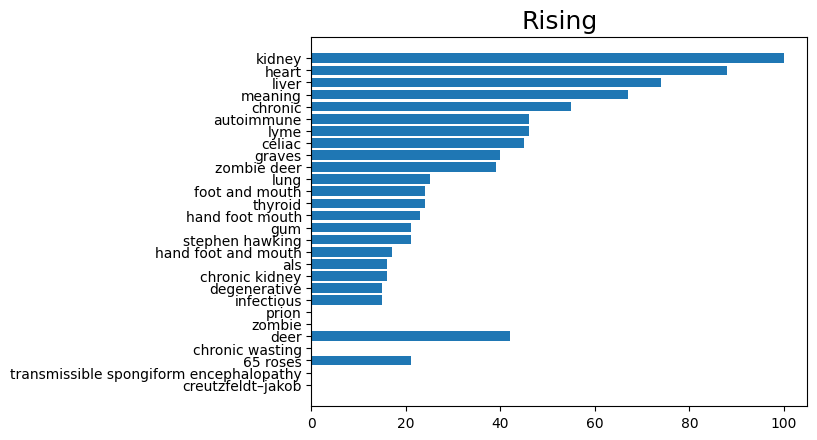 Rising
kidney
heart
liver
meaning
chronic
autoimmune
lyme
celiac
graves
zombie deer
lung
foot and mouth
thyroid
hand foot mouth
gum
stephen hawking
hand foot and mouth
als
chronic kidney
degenerative
infectious
prion
zombie
deer
chronic wasting
65 roses
transmissible spongiform encephalopathy
creutzfeldt–jakob
0 20 40 60 80 100